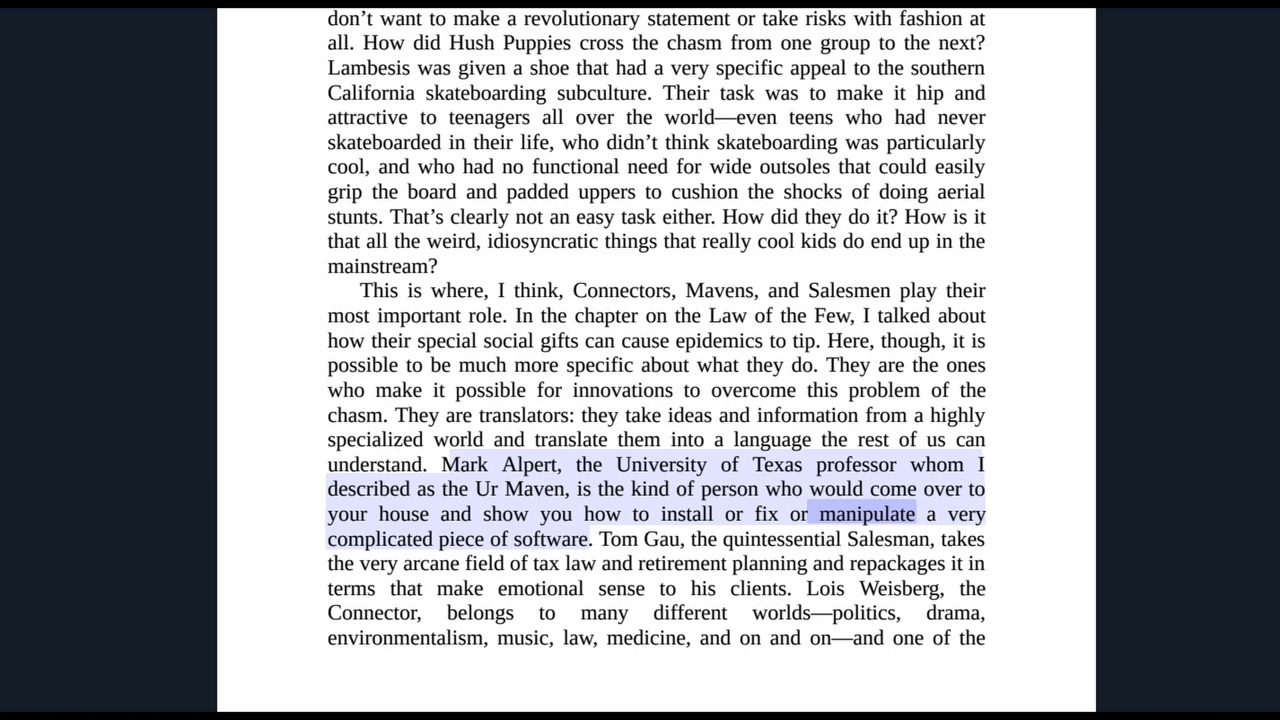 don’t want to make a revolutionary statement or take risks with fashion at
all. How did Hush Puppies cross the chasm from one group to the next?
Lambesis was given a shoe that had a very specific appeal to the southern
California skateboarding subculture. Their task was to make it hip and
attractive to teenagers all over the world—even teens who had never
skateboarded in their life, who didn’t think skateboarding was particularly
cool, and who had no functional need for wide outsoles that could easily
grip the board and padded uppers to cushion the shocks of doing aerial
stunts. That’s clearly not an easy task either. How did they do it? How is it
that all the weird, idiosyncratic things that really cool kids do end up in the
mainstream?
This is where, I think, Connectors, Mavens, and Salesmen play their
most important role. In the chapter on the Law of the Few, I talked about
how their special social gifts can cause epidemics to tip. Here, though, it is
possible to be much more specific about what they do. They are the ones
who make it possible for innovations to overcome this problem of the
chasm. They are translators: they take ideas and information from a highly
specialized world and translate them into a language the rest of us can
understand. Mark Alpert, the University of Texas professor whom I
described as the Ur Maven, is the kind of person who would come over to
your house and show you how to install or fix or manipulate a very
complicated piece of software. Tom Gau, the quintessential Salesman, takes
the very arcane field of tax law and retirement planning and repackages it in
terms that make emotional sense to his clients. Lois Weisberg, the
Connector, belongs to many different worlds—politics, drama,
environmentalism, music, law, medicine, and on and on—and one of the